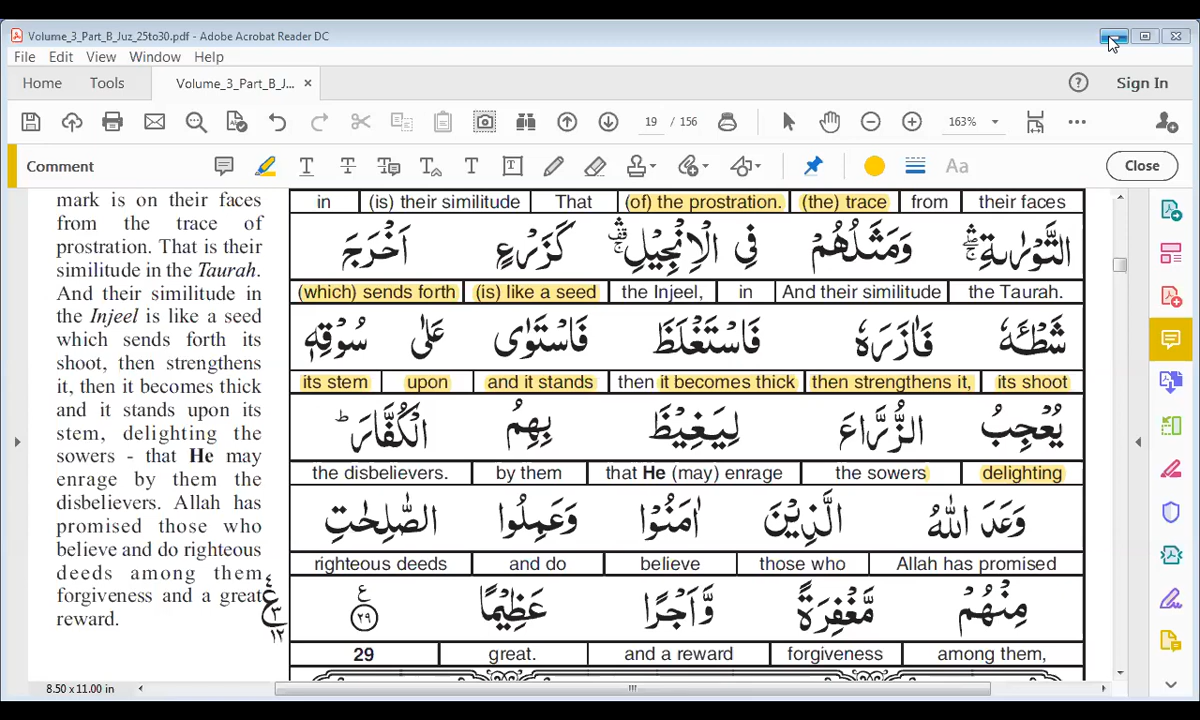 Volume_3_Part_B_Juz_25to30.pdf - Adobe Acrobat Reader DC
File Edit View Window Help
Home Tools Volume_3_Part_B_J... × Sign In
19 / 156 163%
Comment Aa Close
mark is on their faces
from the trace of
prostration. That is their
similitude in the Taurah.
And their similitude in
the Injeel is like a seed
which sends forth its
shoot, then strengthens
it, then it becomes thick
and it stands upon its
stem, delighting the
sowers - that He may
enrage by them the
disbelievers. Allah has
promised those who
believe and do righteous
deeds among them
forgiveness and a great
reward.
in (is) their similitude That (of) the prostration. (the) trace from their faces
التَّوْرٰىةِ ۛۖۚ وَمَثَلُهُمْ فِي الْاِنْجِيْلِ ۛۚ۫ كَزَرْعٍ اَخْرَجَ
(which) sends forth (is) like a seed the Injeel, in And their similitude the Taurah.
شَطْـَٔهٗ فَاٰزَرَهٗ فَاسْتَغْلَظَ فَاسْتَوٰى عَلٰى سُوْقِهٖ
its stem upon and it stands then it becomes thick then strengthens it, its shoot
يُعْجِبُ الزُّرَّاعَ لِيَغِيْظَ بِهِمُ الْكُفَّارَ ؕ
the disbelievers. by them that He (may) enrage the sowers delighting
وَعَدَ اللّٰهُ الَّذِيْنَ اٰمَنُوْا وَعَمِلُوا الصّٰلِحٰتِ
righteous deeds and do believe those who Allah has promised
مِنْهُمْ مَّغْفِرَةً وَّاَجْرًا عَظِيْمًا ع ٢٩
29 great. and a reward forgiveness among them,
ع
٣
١٢
8.50 x 11.00 in